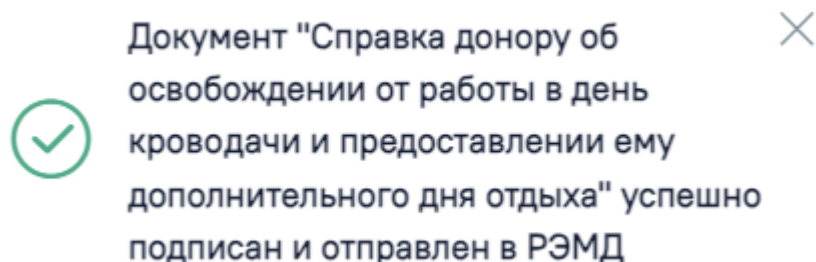 Документ "Справка донору об
освобождении от работы в день
кроводачи и предоставлении ему
дополнительного дня отдыха" успешно
подписан и отправлен в РЭМД